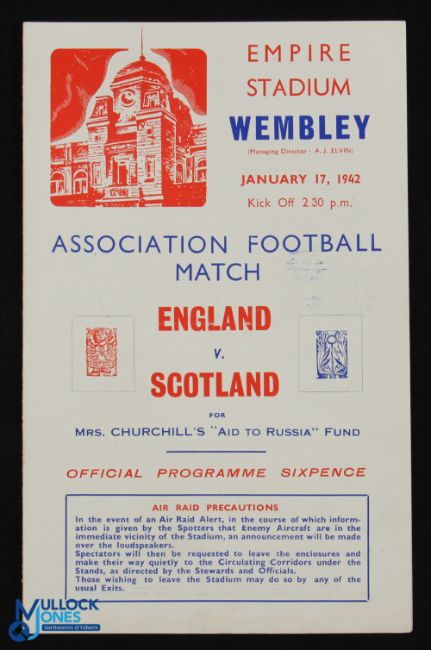 EMPIRE
STADIUM
WEMBLEY
(Managing Director - A. J. ELVIN)
JANUARY 17, 1942
Kick Off 2.30 p.m.
ASSOCIATION FOOTBALL
MATCH
ENGLAND
v.
SCOTLAND
FOR
MRS. CHURCHILL'S "AID TO RUSSIA" FUND
OFFICIAL PROGRAMME SIXPENCE
AIR RAID PRECAUTIONS
In the event of an Air Raid Alert, in the course of which inform-
ation is given by the Spotters that Enemy Aircraft are in the
immediate vicinity of the Stadium, an announcement will be made
over the loudspeakers.
Spectators will then be requested to leave the enclosures and
make their way quietly to the Circulating Corridors under the
Stands, as directed by the Stewards and Officials.
Those wishing to leave the Stadium may do so by any of the
usual Exits.
MULLOCK
JONES
Auctioneers & Valuers